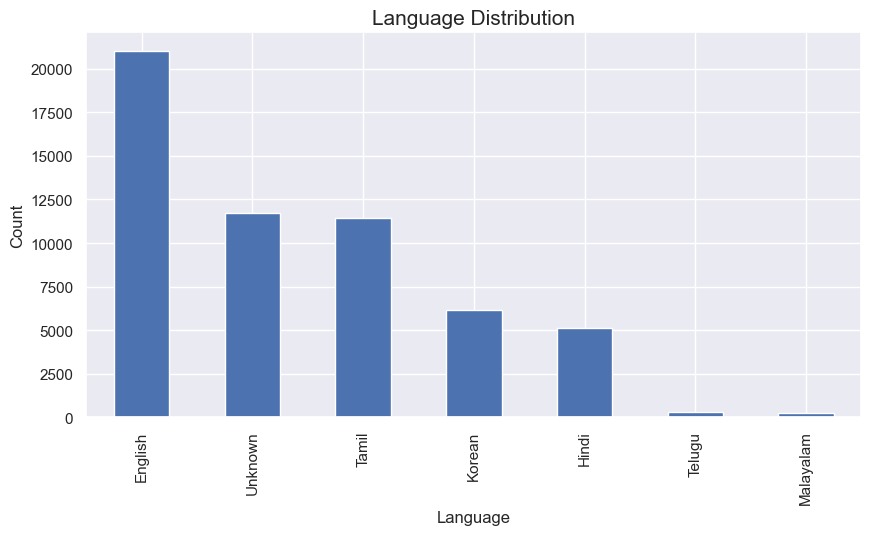 Language Distribution
20000
17500
15000
12500
10000
7500
5000
2500
0
Count
English
Unknown
Tamil
Korean
Hindi
Telugu
Malayalam
Language